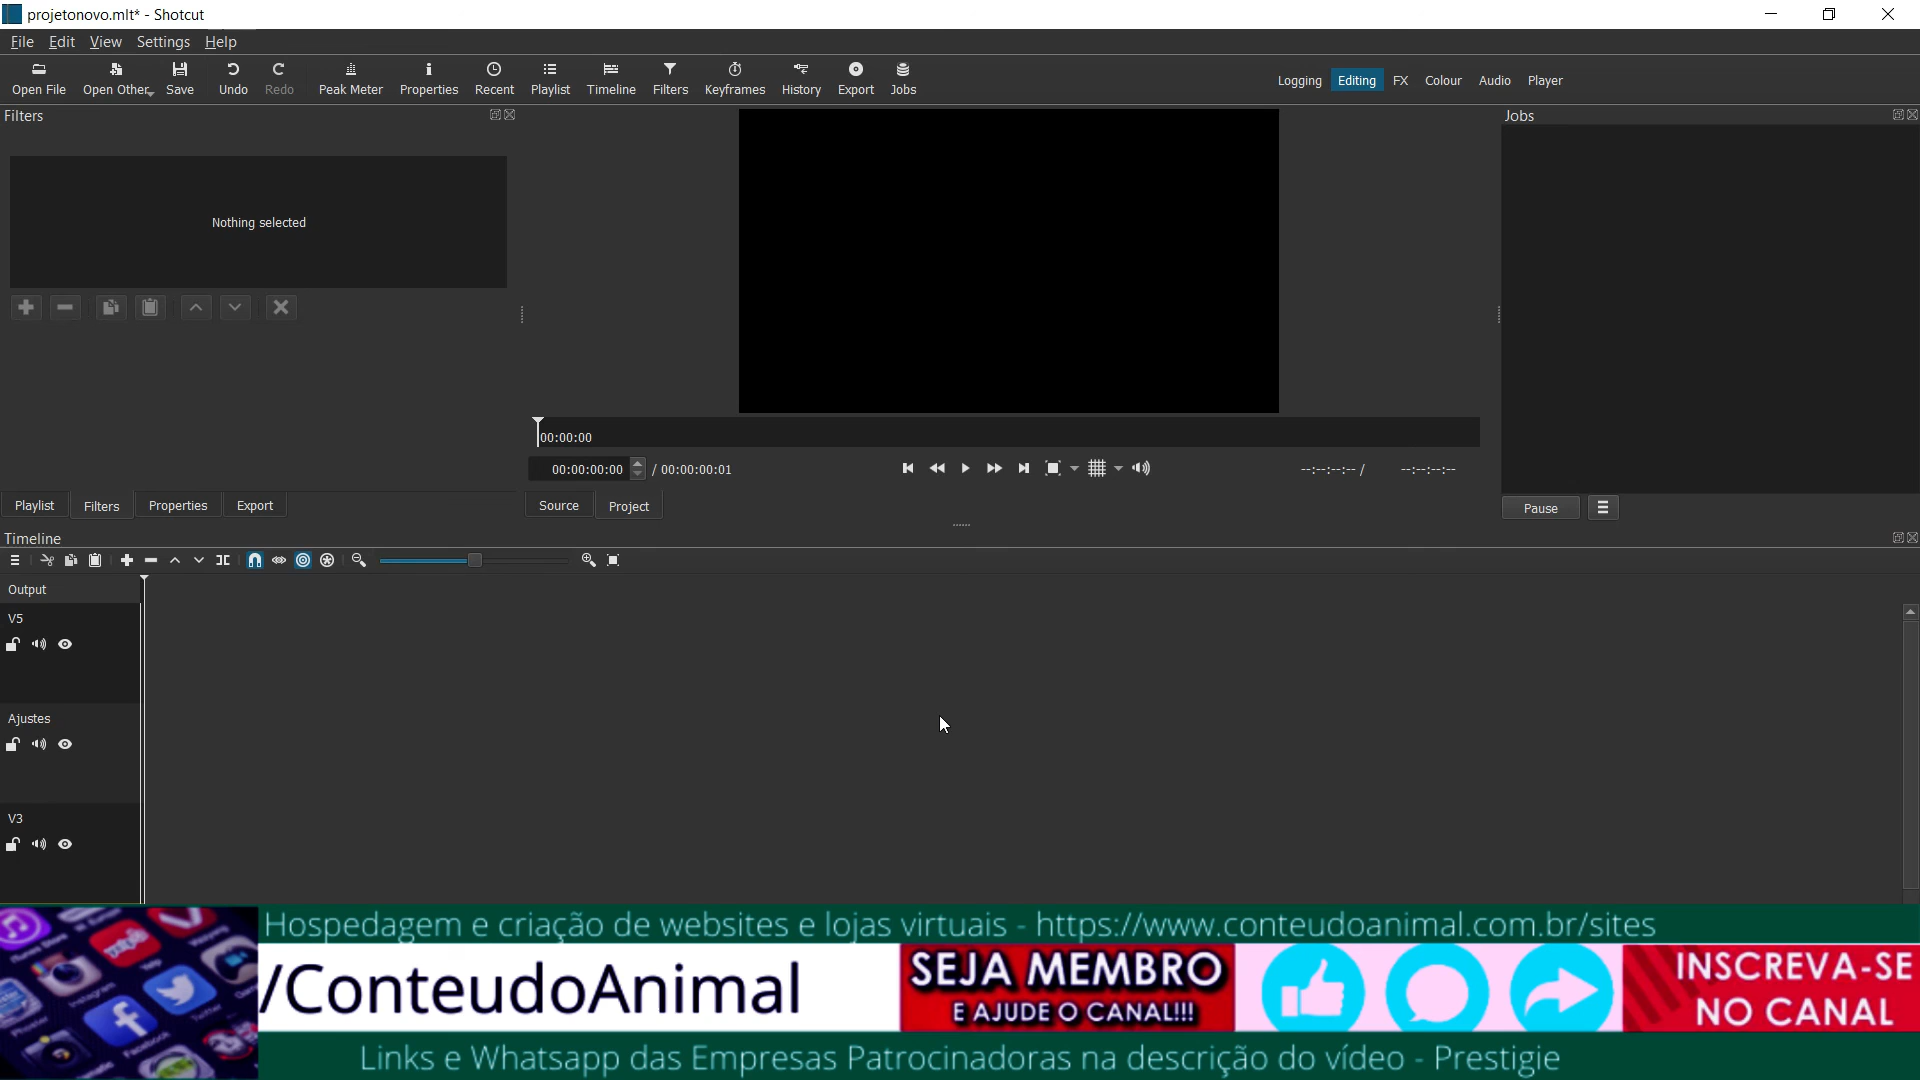 projetonovo.mlt* - Shotcut
File Edit View Settings Help
Open File Open Other Save Undo Redo Peak Meter Properties Recent Playlist Timeline Filters Keyframes History Export Jobs
Logging Editing FX Colour Audio Player
Filters
Jobs
Nothing selected
00:00:00
00:00:00:00 / 00:00:00:01
--:--:--:-- / --:--:--:--
Playlist Filters Properties Export
Source Project
Pause
Timeline
Output
V5
Ajustes
V3
Hospedagem e criação de websites e lojas virtuais - https://www.conteudoanimal.com.br/sites
/ConteudoAnimal
SEJA MEMBRO
E AJUDE O CANAL!!!
INSCREVA-SE
NO CANAL
Links e Whatsapp das Empresas Patrocinadoras na descrição do vídeo - Prestigie